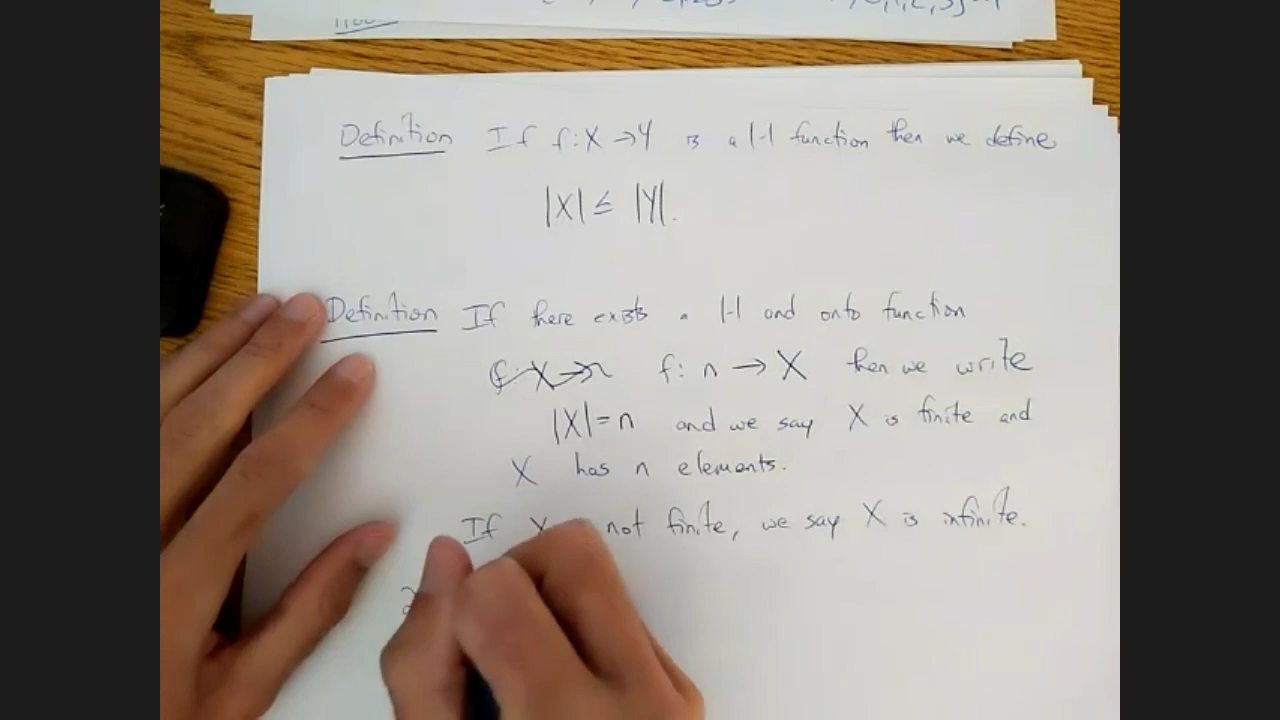 Definition If f: X → Y is a 1-1 function then we define
|X| ≤ |Y|.
Definition If there exists a 1-1 and onto function
f: X → n f: n → X then we write
|X| = n and we say X is finite and
X has n elements.
If X not finite, we say X is infinite.